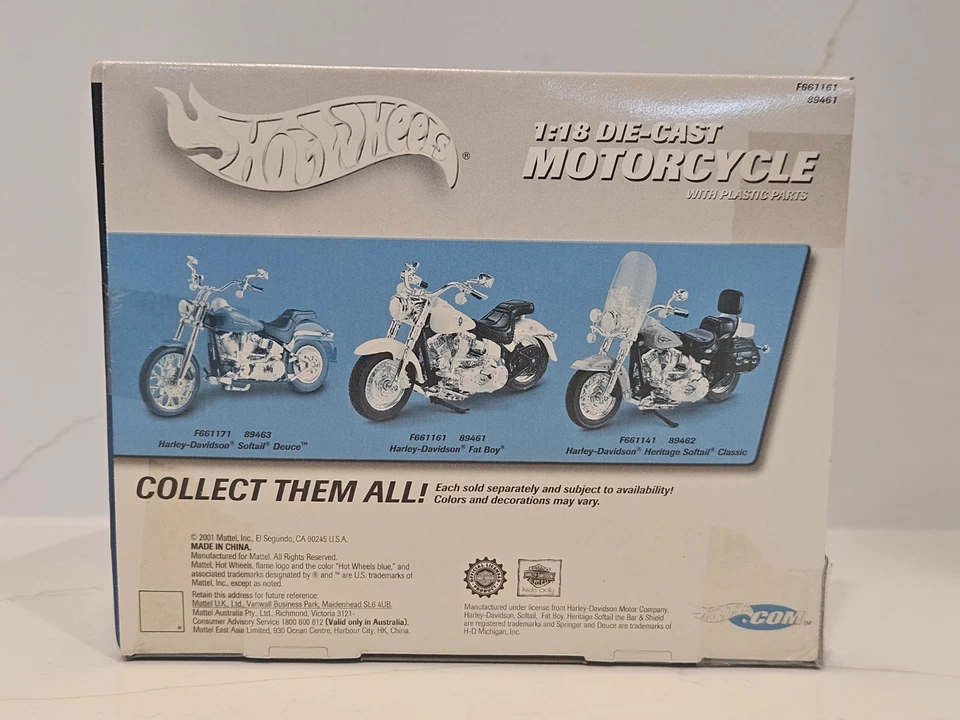 F661161
89461
HOT WHEELS®
1:18 DIE-CAST
MOTORCYCLE
WITH PLASTIC PARTS
F661171 89463
Harley-Davidson® Softail® Deuce™
F661161 89461
Harley-Davidson® Fat Boy®
F661141 89462
Harley-Davidson® Heritage Softail® Classic
COLLECT THEM ALL! Each sold separately and subject to availability!
Colors and decorations may vary.
© 2001 Mattel, Inc., El Segundo, CA 90245 U.S.A.
MADE IN CHINA.
Manufactured for Mattel. All Rights Reserved.
Mattel, Hot Wheels, flame logo and the color "Hot Wheels blue," and
associated trademarks designated by ® and ™ are U.S. trademarks of
Mattel, Inc., except as noted.
Retain this address for future reference:
Mattel U.K., Ltd., Vanwall Business Park, Maidenhead SL6 4UB.
Mattel Australia Pty., Ltd., Richmond, Victoria 3121-
Consumer Advisory Service 1800 800 812 (Valid only in Australia).
Mattel East Asia Limited, 930 Ocean Centre, Harbour City, HK, China.
kids only
Manufactured under license from Harley-Davidson Motor Company.
Harley-Davidson, Softail, Fat Boy, Heritage Softail the Bar & Shield
are registered trademarks and Springer and Deuce are trademarks of
H-D Michigan, Inc.
.COM™